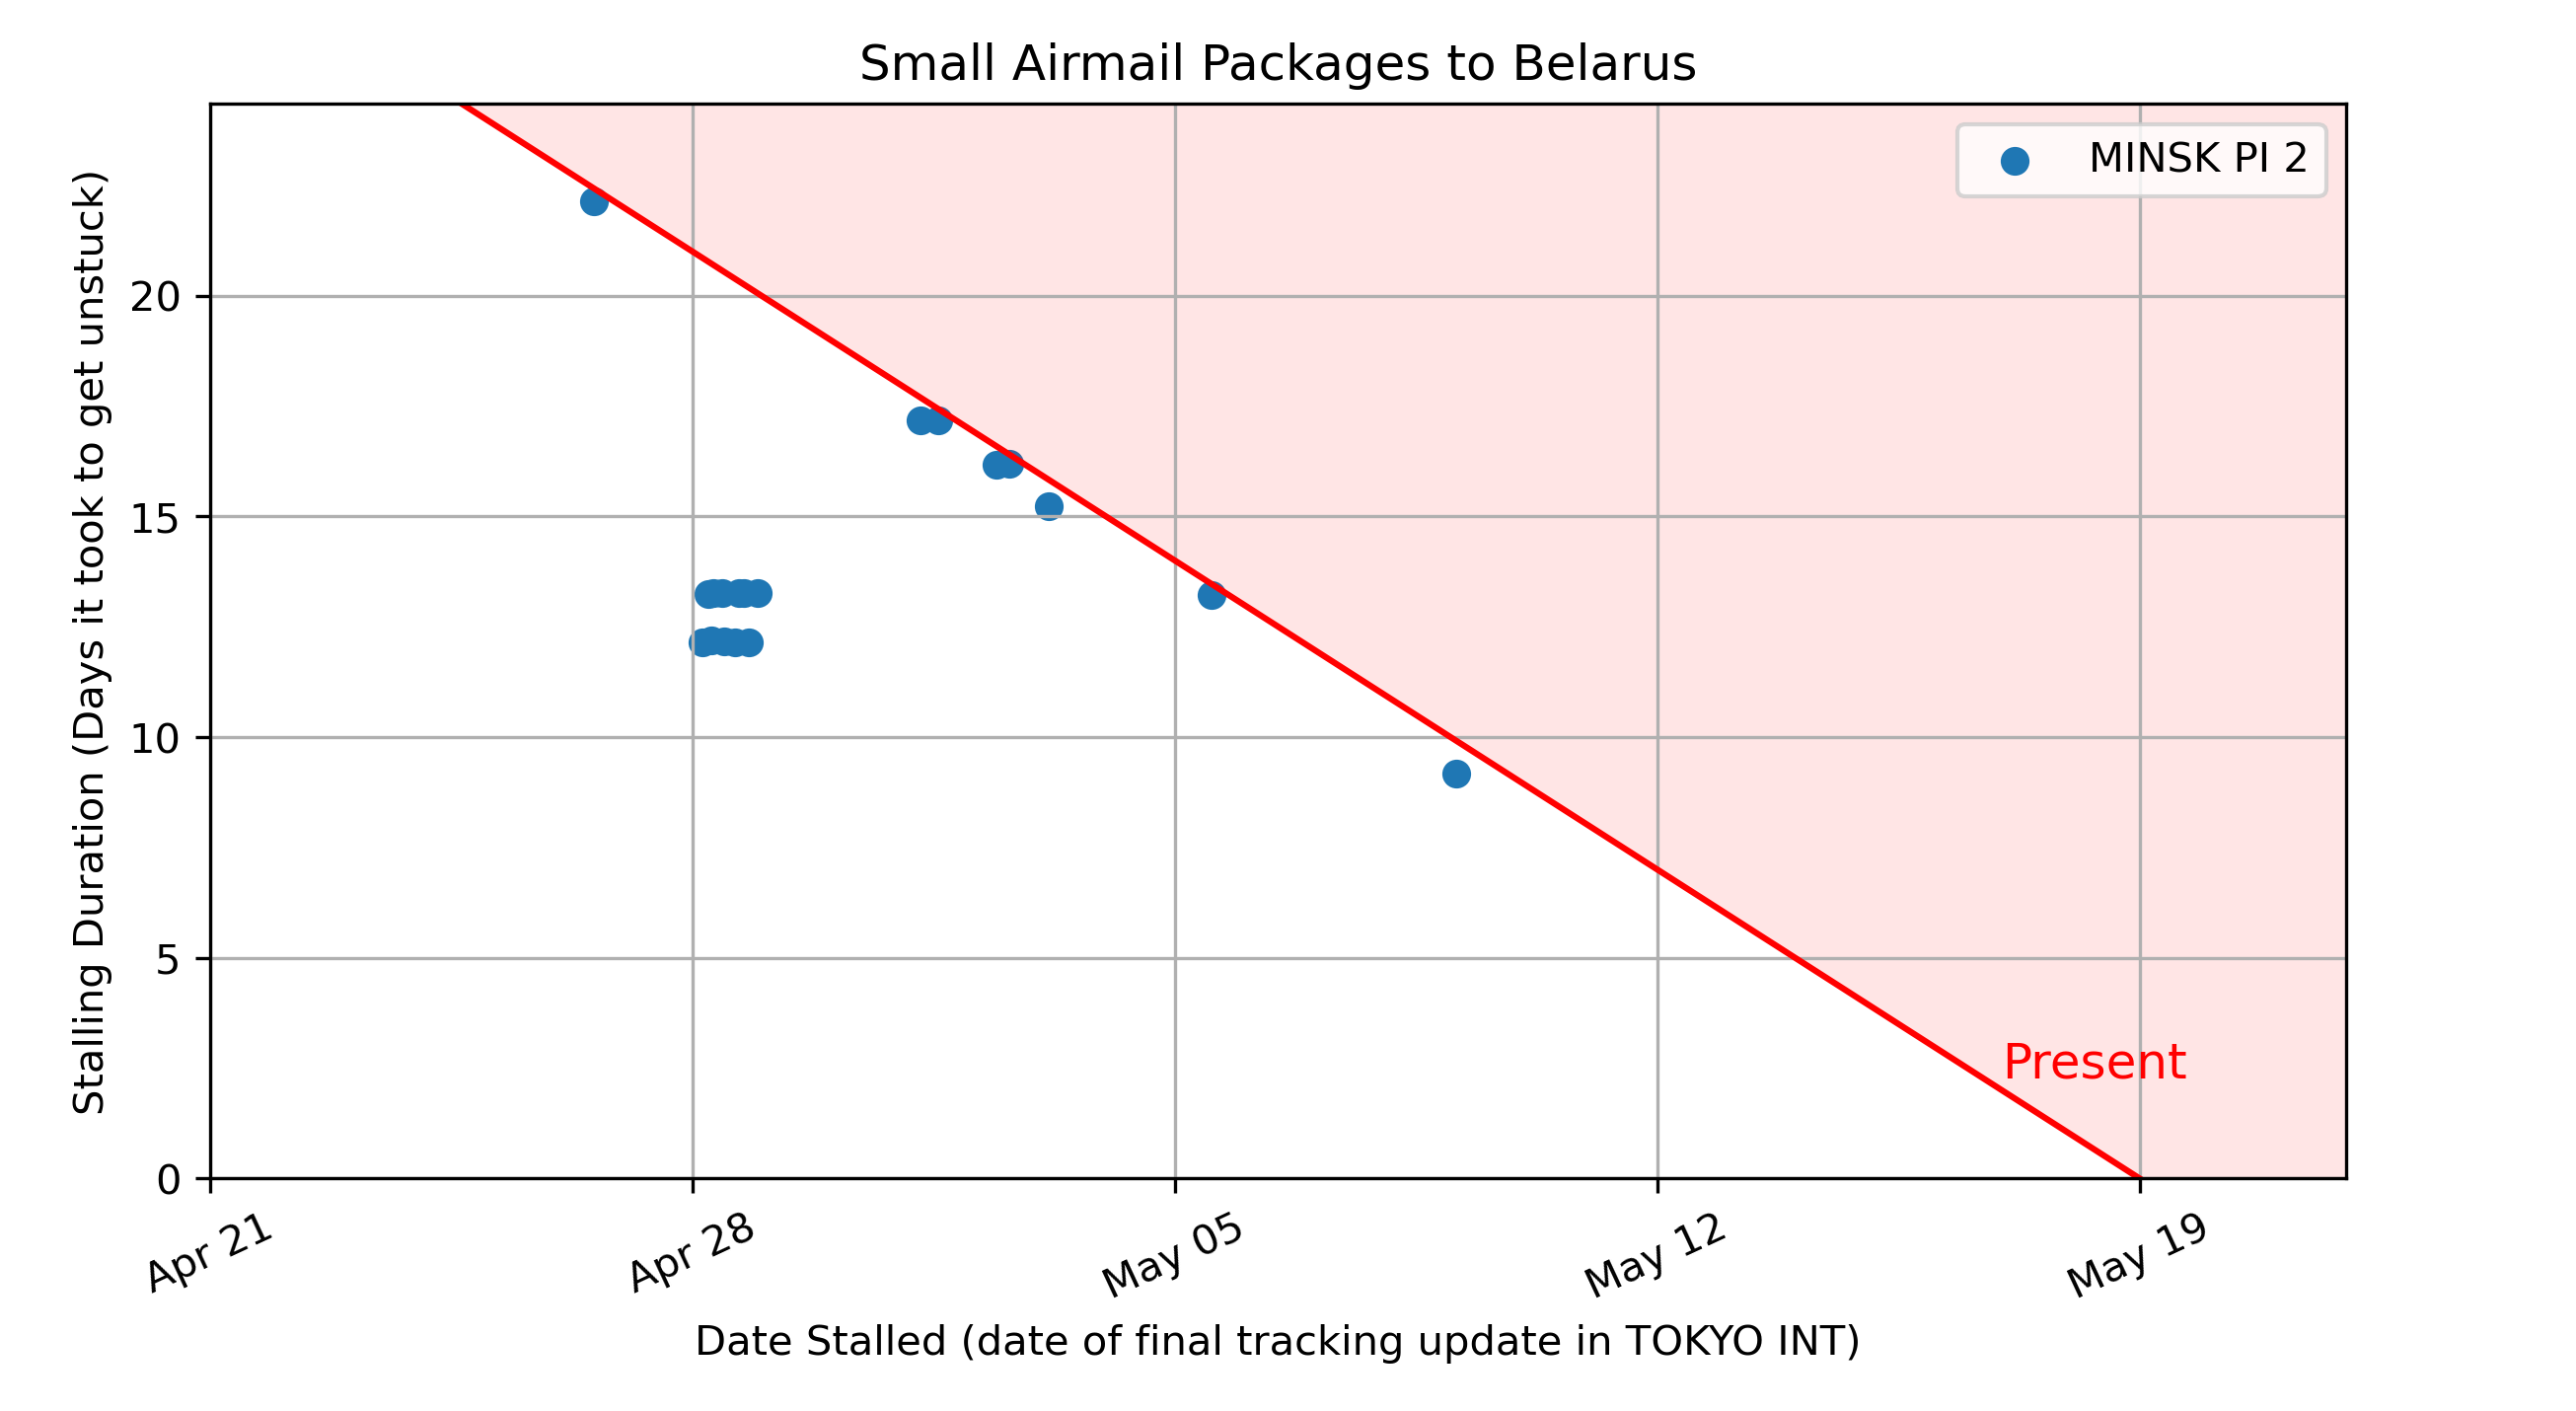 Small Airmail Packages to Belarus
MINSK PI 2
Stalling Duration (Days it took to get unstuck)
20
15
10
5
0
Present
Apr 21
Apr 28
May 05
May 12
May 19
Date Stalled (date of final tracking update in TOKYO INT)